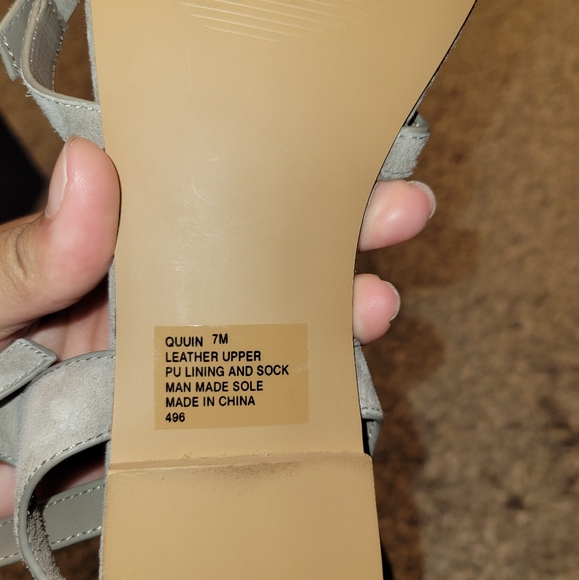 QUUIN 7M
LEATHER UPPER
PU LINING AND SOCK
MAN MADE SOLE
MADE IN CHINA
496